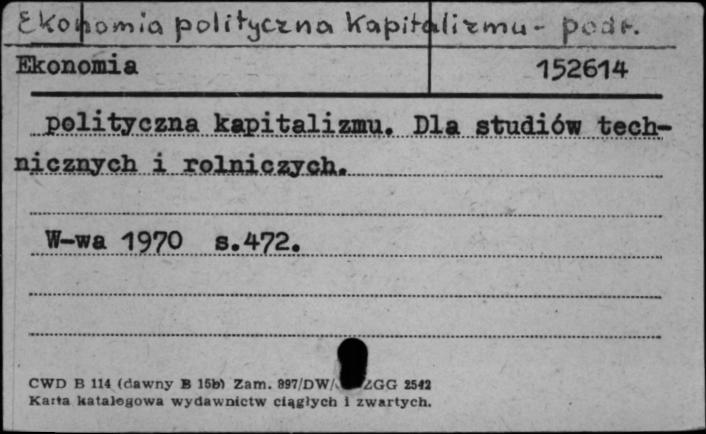 Ekonomia polityczna kapitalizmu - podr.
Ekonomia 152614
polityczna kapitalizmu. Dla studiów tech-
nicznych i rolniczych.
W-wa 1970 s.472.
CWD B 114 (dawny B 15b) Zam. 897/DW/ ZGG 2542
Karta katalogowa wydawnictw ciągłych i zwartych.